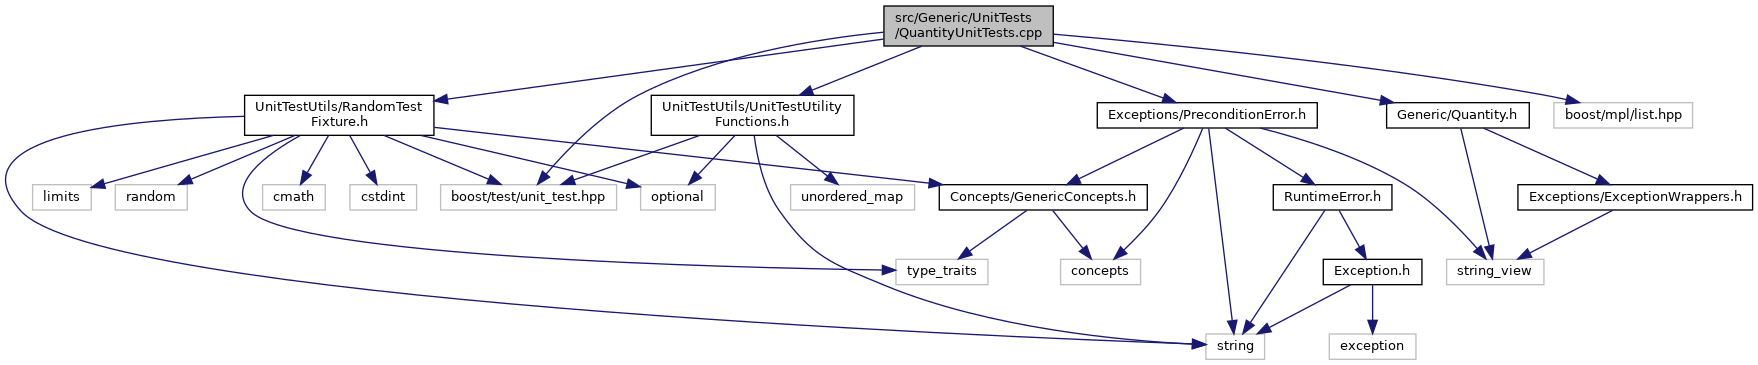 src/Generic/UnitTests
/QuantityUnitTests.cpp
UnitTestUtils/RandomTest
Fixture.h
UnitTestUtils/UnitTestUtility
Functions.h
Exceptions/PreconditionError.h
Generic/Quantity.h
boost/mpl/list.hpp
limits
random
cmath
cstdint
boost/test/unit_test.hpp
optional
unordered_map
Concepts/GenericConcepts.h
RuntimeError.h
Exceptions/ExceptionWrappers.h
type_traits
concepts
Exception.h
string_view
string
exception